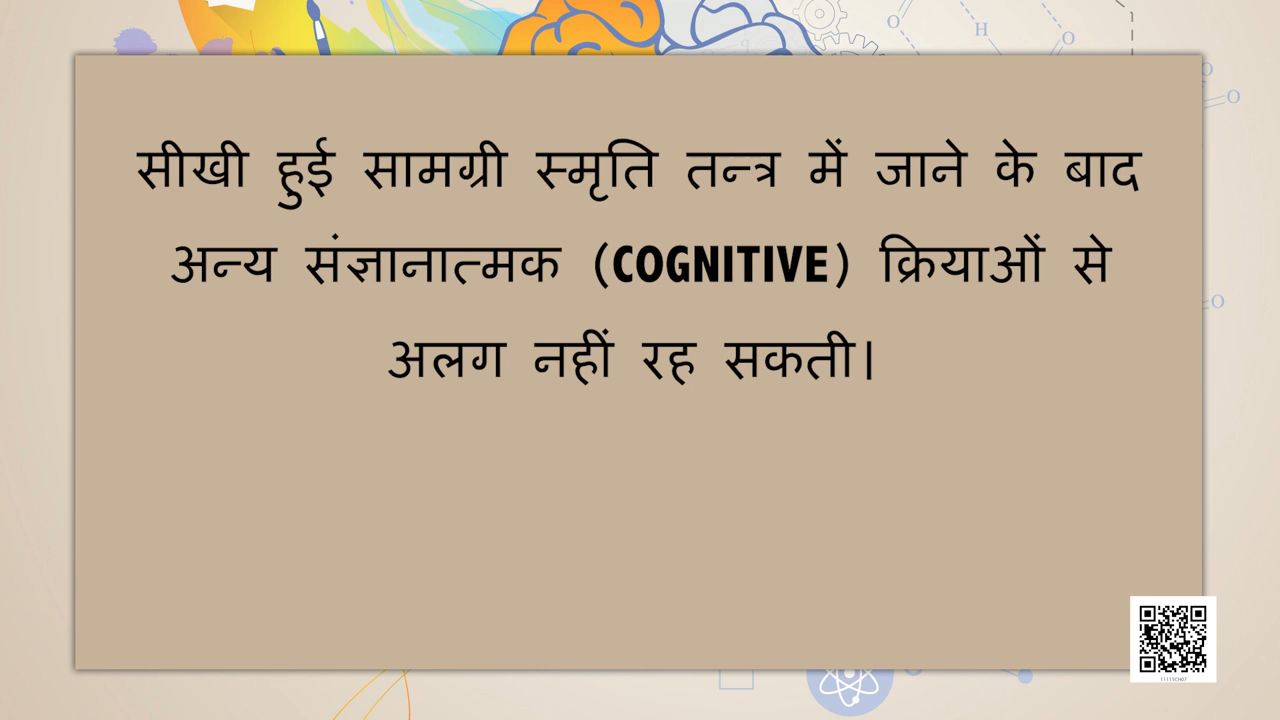 सीखी हुई सामग्री स्मृति तन्त्र में जाने के बाद
अन्य संज्ञानात्मक (COGNITIVE) क्रियाओं से
अलग नहीं रह सकती।
H
O
O
O
O
O